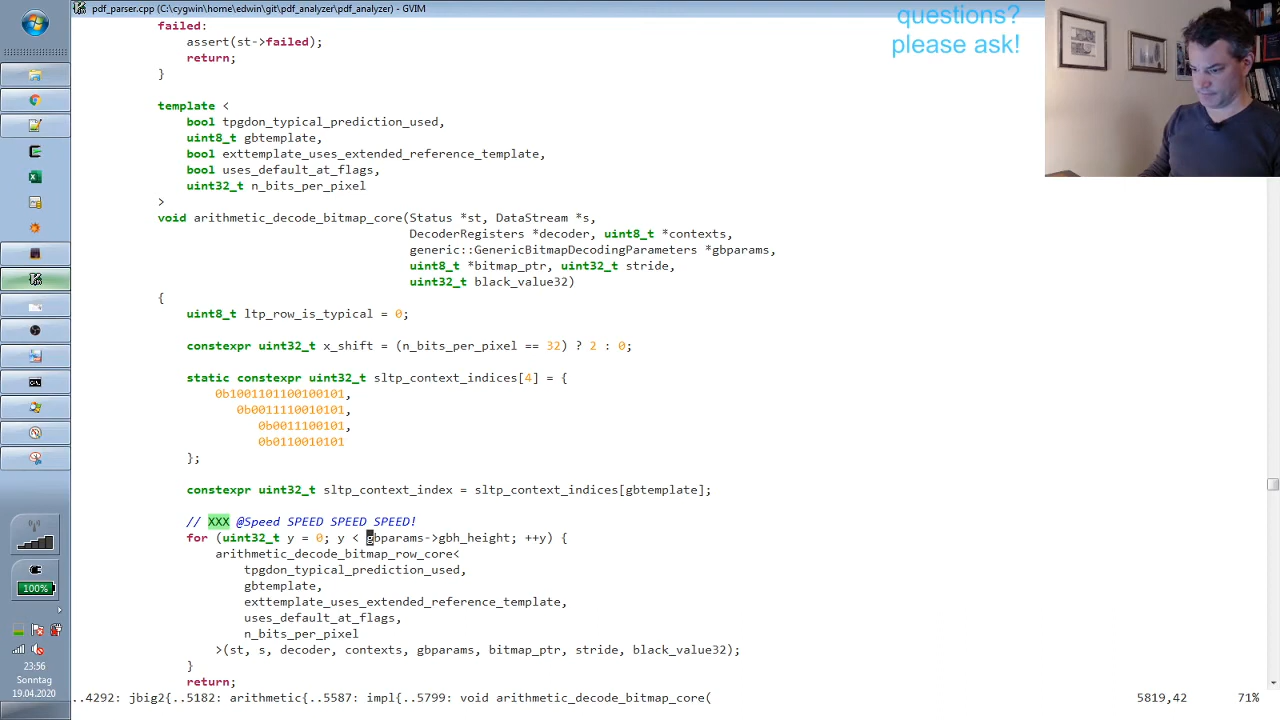 pdf_parser.cpp (C:\cygwin\home\edwin\git\pdf_analyzer\pdf_analyzer) - GVIM
questions?
please ask!
failed:
assert(st->failed);
return;
}
template <
bool tpgdon_typical_prediction_used,
uint8_t gbtemplate,
bool exttemplate_uses_extended_reference_template,
bool uses_default_at_flags,
uint32_t n_bits_per_pixel
>
void arithmetic_decode_bitmap_core(Status *st, DataStream *s,
DecoderRegisters *decoder, uint8_t *contexts,
generic::GenericBitmapDecodingParameters *gbparams,
uint8_t *bitmap_ptr, uint32_t stride,
uint32_t black_value32)
{
uint8_t ltp_row_is_typical = 0;
constexpr uint32_t x_shift = (n_bits_per_pixel == 32) ? 2 : 0;
static constexpr uint32_t sltp_context_indices[4] = {
0b1001101100100101,
0b0011110010101,
0b0011100101,
0b0110010101
};
constexpr uint32_t sltp_context_index = sltp_context_indices[gbtemplate];
// XXX @Speed SPEED SPEED SPEED!
for (uint32_t y = 0; y < gbparams->gbh_height; ++y) {
arithmetic_decode_bitmap_row_core<
tpgdon_typical_prediction_used,
gbtemplate,
exttemplate_uses_extended_reference_template,
uses_default_at_flags,
n_bits_per_pixel
>(st, s, decoder, contexts, gbparams, bitmap_ptr, stride, black_value32);
}
return;
..4292: jbig2{..5182: arithmetic{..5587: impl{..5799: void arithmetic_decode_bitmap_core( 5819,42 71%
100%
23:56
Sonntag
19.04.2020